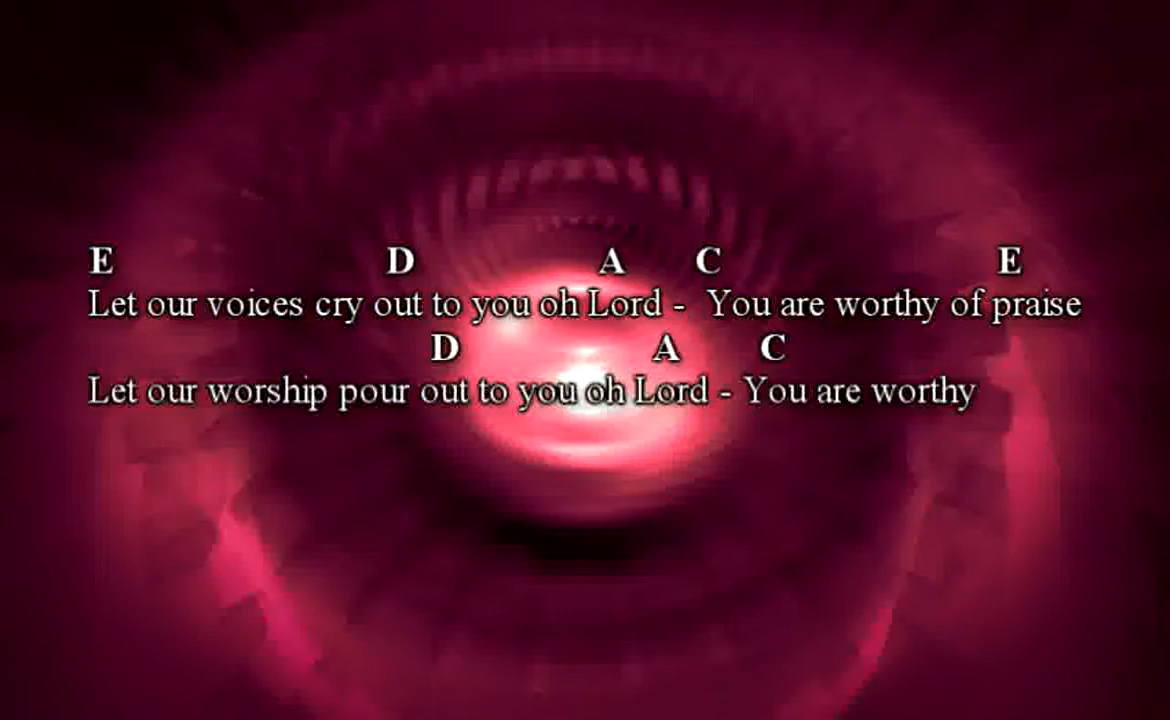 E D A C E
Let our voices cry out to you oh Lord - You are worthy of praise
D A C
Let our worship pour out to you oh Lord - You are worthy